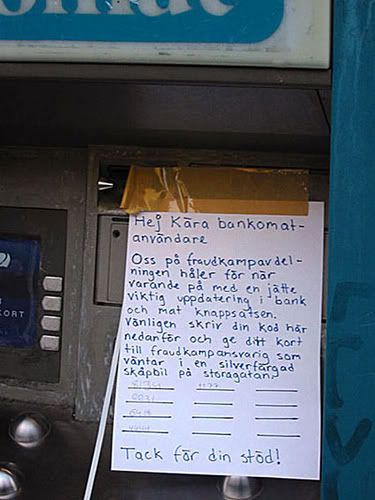 omat
KORT
Hej Kära bankomat-
användare
Oss på fraudkampavdel-
ningen håler för när
varande på med en jätte
viktig uppdatering i bank
och mat knappsatsen.
Vänligen skriv din kod här
nedanför och ge ditt kort
till fraudkampansvarig som
väntar i en silverfärgad
skåpbil på storagatan.
Tack för din stöd!